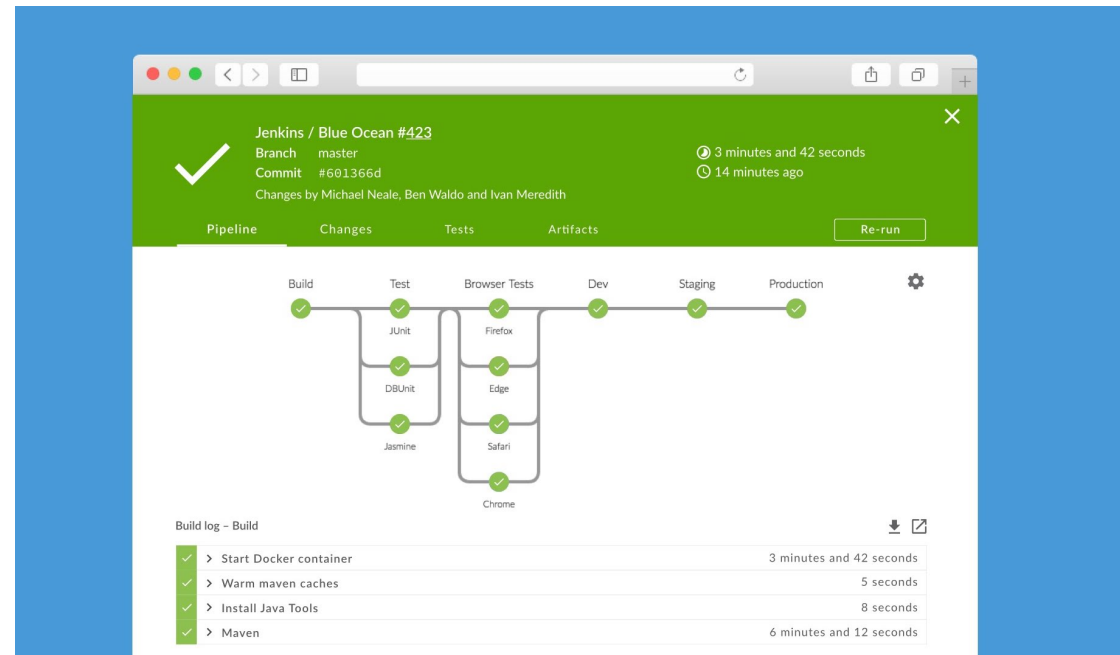 Jenkins / Blue Ocean #423
Branch master
Commit #601366d
Changes by Michael Neale, Ben Waldo and Ivan Meredith
3 minutes and 42 seconds
14 minutes ago
Pipeline Changes Tests Artifacts Re-run
Build Test Browser Tests Dev Staging Production
JUnit Firefox
DBUnit Edge
Jasmine Safari
Chrome
Build log – Build
Start Docker container 3 minutes and 42 seconds
Warm maven caches 5 seconds
Install Java Tools 8 seconds
Maven 6 minutes and 12 seconds